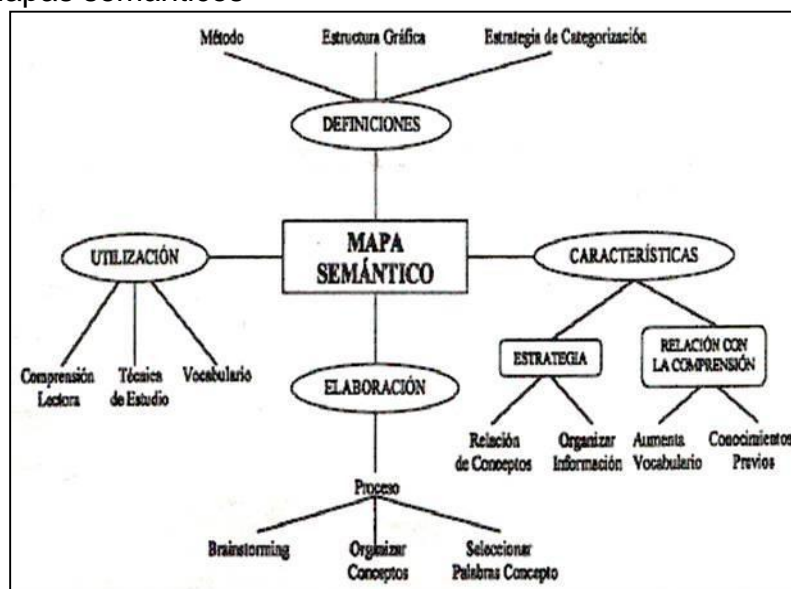 mapas semánticos
Método
Estructura Gráfica
Estrategia de Categorización
DEFINICIONES
MAPA
SEMÁNTICO
UTILIZACIÓN
CARACTERÍSTICAS
Comprensión
Lectora
Técnica
de Estudio
Vocabulario
ELABORACIÓN
ESTRATEGIA
RELACIÓN CON
LA COMPRENSIÓN
Relación
de Conceptos
Organizar
Información
Aumenta
Vocabulario
Conocimientos
Previos
Proceso
Brainstorming
Organizar
Conceptos
Seleccionar
Palabras Concepto